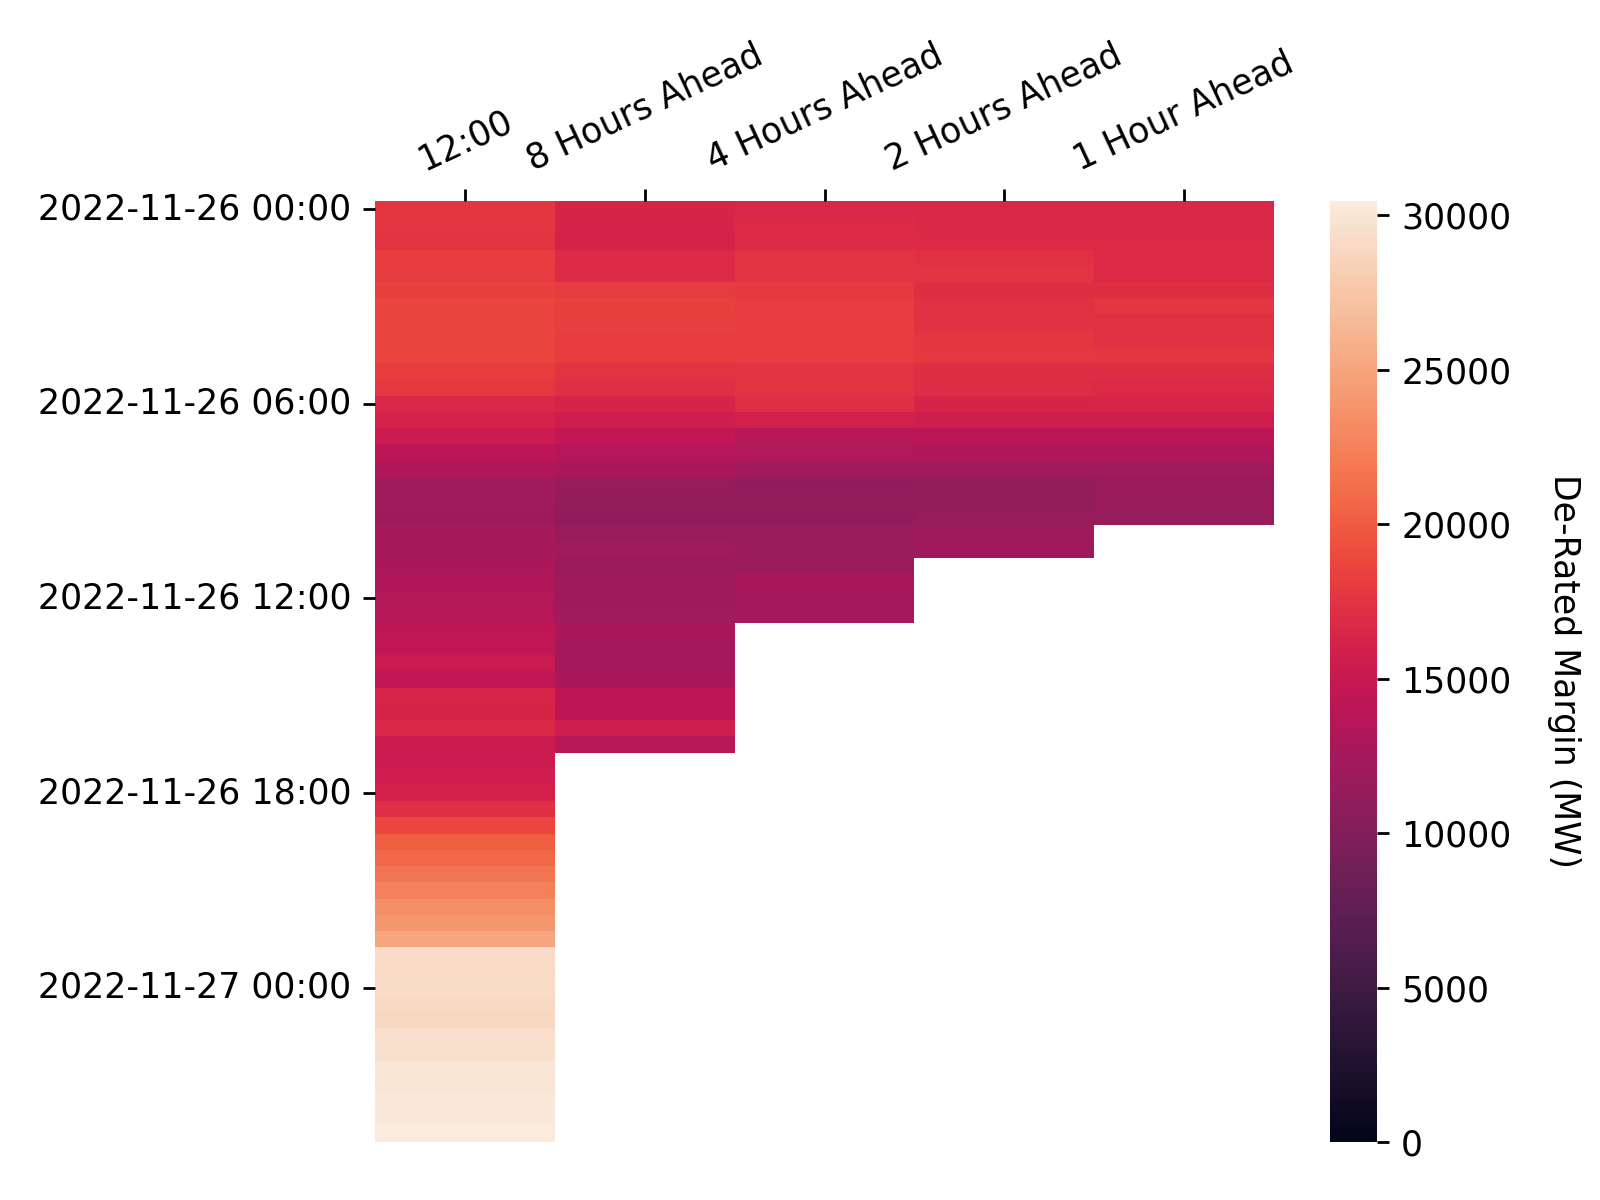 12:00
8 Hours Ahead
4 Hours Ahead
2 Hours Ahead
1 Hour Ahead
2022-11-26 00:00
2022-11-26 06:00
2022-11-26 12:00
2022-11-26 18:00
2022-11-27 00:00
30000
25000
20000
15000
10000
5000
0
De-Rated Margin (MW)